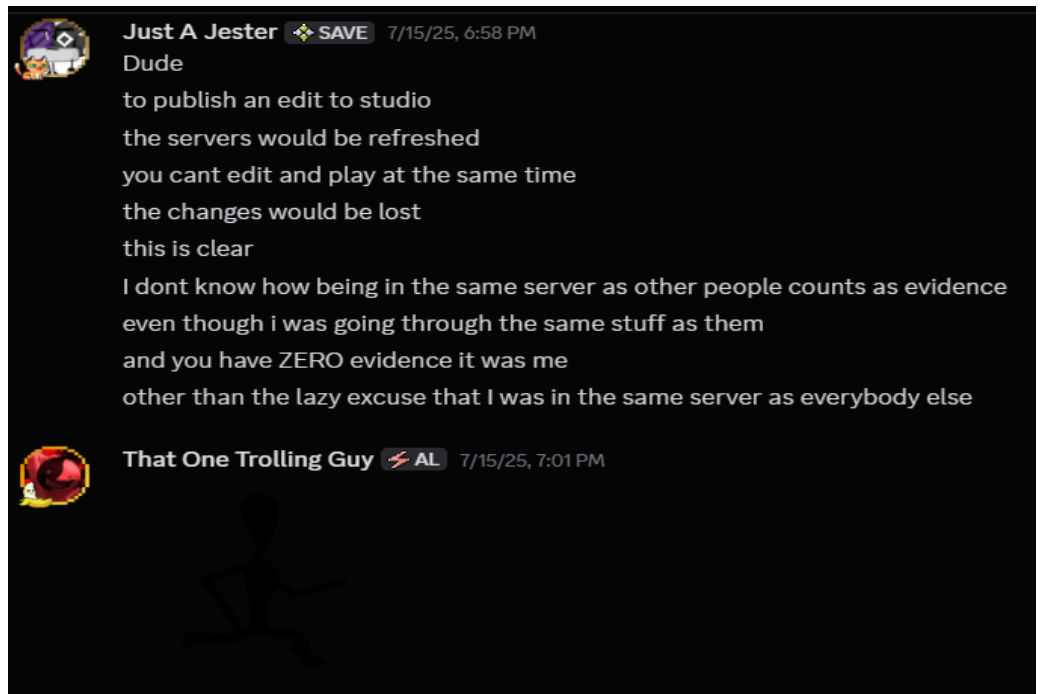 Just A Jester SAVE 7/15/25, 6:58 PM
Dude
to publish an edit to studio
the servers would be refreshed
you cant edit and play at the same time
the changes would be lost
this is clear
I dont know how being in the same server as other people counts as evidence
even though i was going through the same stuff as them
and you have ZERO evidence it was me
other than the lazy excuse that I was in the same server as everybody else
That One Trolling Guy AL 7/15/25, 7:01 PM